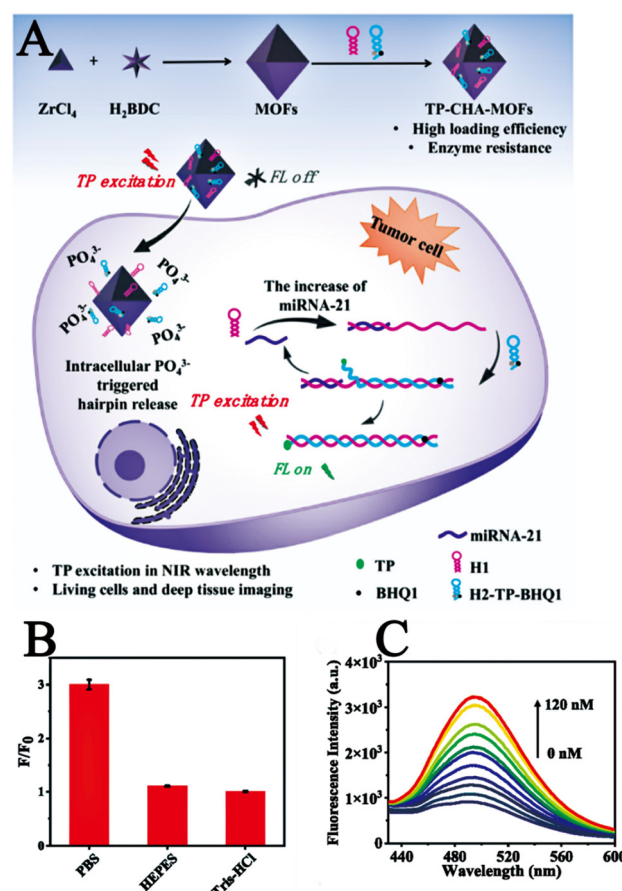 A
ZrCl₄ + H₂BDC MOFs TP-CHA-MOFs
• High loading efficiency
• Enzyme resistance
TP excitation FL off
Tumor cell
PO₄³⁻ PO₄³⁻
PO₄³⁻ PO₄³⁻
The increase of
miRNA-21
Intracellular PO₄³⁻
triggered
hairpin release
TP excitation
FL on
• TP excitation in NIR wavelength
• Living cells and deep tissue imaging
miRNA-21
TP H1
BHQ1 H2-TP-BHQ1
B
F/F₀
3
2
1
0
PBS HEPES Tris-HCl
C
Fluorescence Intensity (a.u.)
4×10³
3×10³
2×10³
1×10³
0
120 nM
0 nM
440 480 520 560 600
Wavelength (nm)